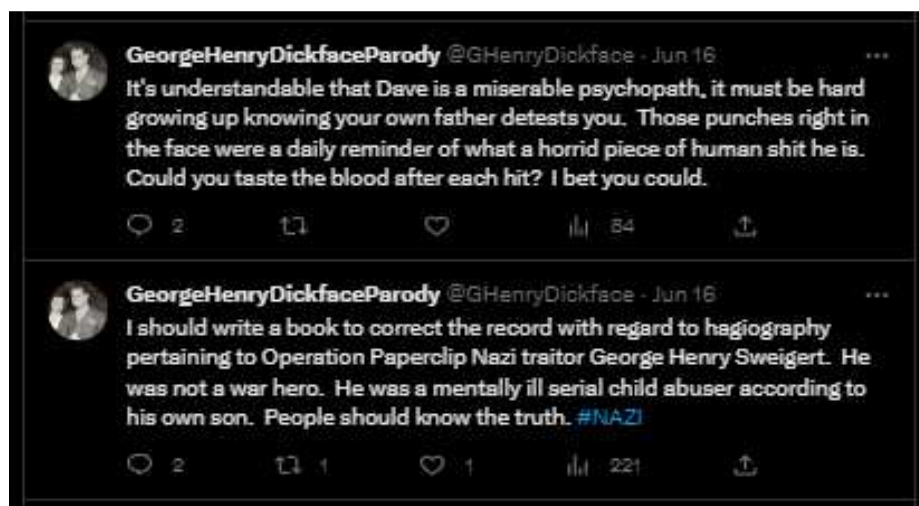 GeorgeHenryDickfaceParody @GHenryDickface · Jun 16
It's understandable that Dave is a miserable psychopath, it must be hard
growing up knowing your own father detests you.  Those punches right in
the face were a daily reminder of what a horrid piece of human shit he is.
Could you taste the blood after each hit?  I bet you could.
2 84
GeorgeHenryDickfaceParody @GHenryDickface · Jun 16
I should write a book to correct the record with regard to hagiography
pertaining to Operation Paperclip Nazi traitor George Henry Sweigert.  He
was not a war hero.  He was a mentally ill serial child abuser according to
his own son.  People should know the truth. #NAZI
2 1 1 221